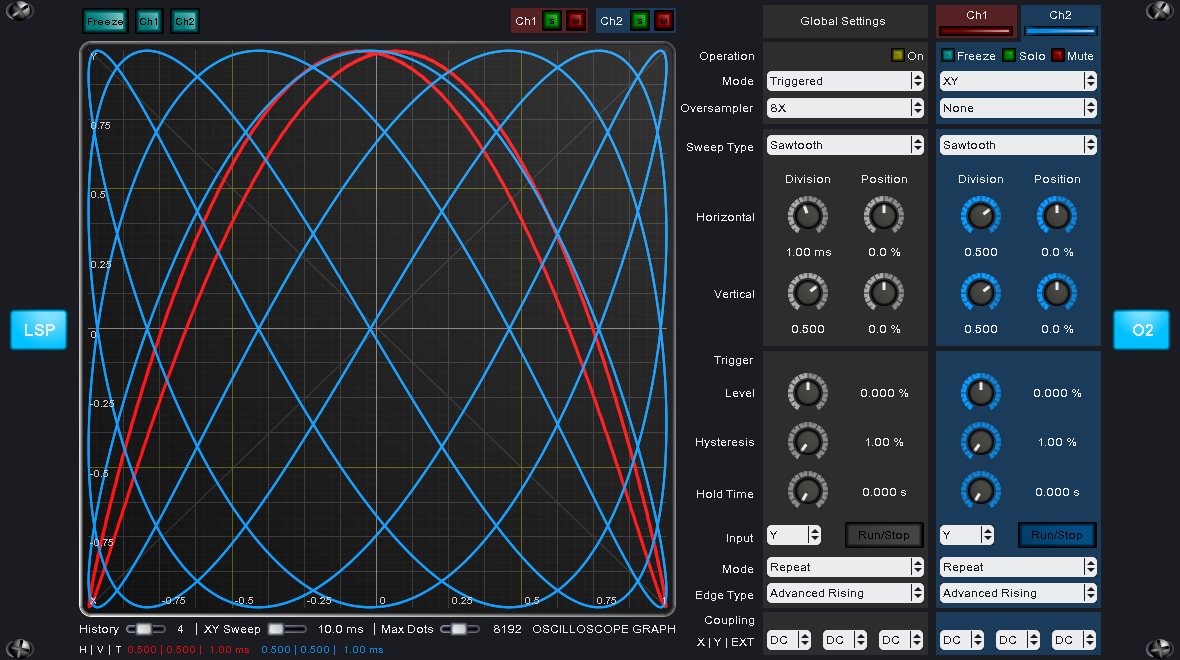 Freeze Ch1 Ch2 Ch1 S M Ch2 S M
Global Settings Ch1 Ch2
Operation On Freeze Solo Mute
Mode Triggered XY
Oversampler 8X None
Sweep Type Sawtooth Sawtooth
Division Position Division Position
Horizontal
1.00 ms 0.0 % 0.500 0.0 %
Vertical
0.500 0.0 % 0.500 0.0 %
Trigger
Level 0.000 % 0.000 %
Hysteresis 1.00 % 1.00 %
Hold Time 0.000 s 0.000 s
Input Y Run/Stop Y Run/Stop
Mode Repeat Repeat
Edge Type Advanced Rising Advanced Rising
Coupling
X | Y | EXT DC DC DC DC DC DC
LSP
O2
Y
0.75
0.5
0.25
0
-0.25
-0.5
-0.75
X -0.75 -0.5 -0.25 0 0.25 0.5 0.75 1
History 4 | XY Sweep 10.0 ms | Max Dots 8192 OSCILLOSCOPE GRAPH
H | V | T 0.500 | 0.500 | 1.00 ms 0.500 | 0.500 | 1.00 ms